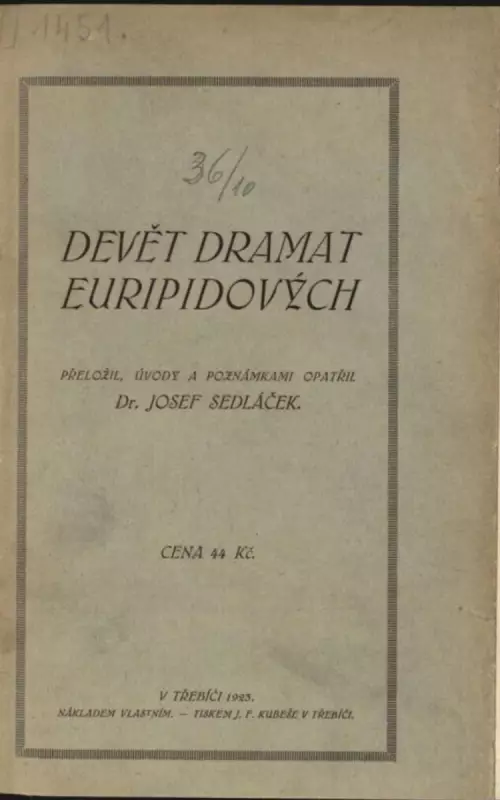 1451.
36/10
DEVĚT DRAMAT
EURIPIDOVÝCH
PŘELOŽIL, ÚVODY A POZNÁMKAMI OPATŘIL
Dr. JOSEF SEDLÁČEK.
CENA 44 Kč.
V TŘEBÍČI 1923.
NÁKLADEM VLASTNÍM. — TISKEM J. F. KUBEŠE V TŘEBÍČI.